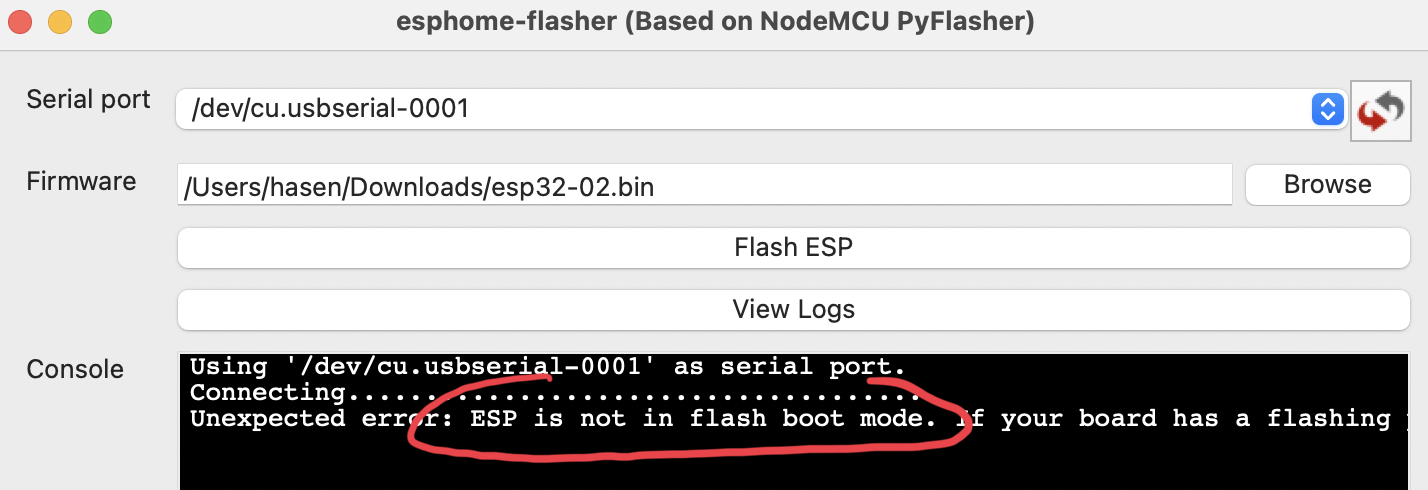 esphome-flasher (Based on NodeMCU PyFlasher)
Serial port /dev/cu.usbserial-0001
Firmware /Users/hasen/Downloads/esp32-02.bin Browse
Flash ESP
View Logs
Console
Using '/dev/cu.usbserial-0001' as serial port.
Connecting.....................................
Unexpected error: ESP is not in flash boot mode. If your board has a flashing